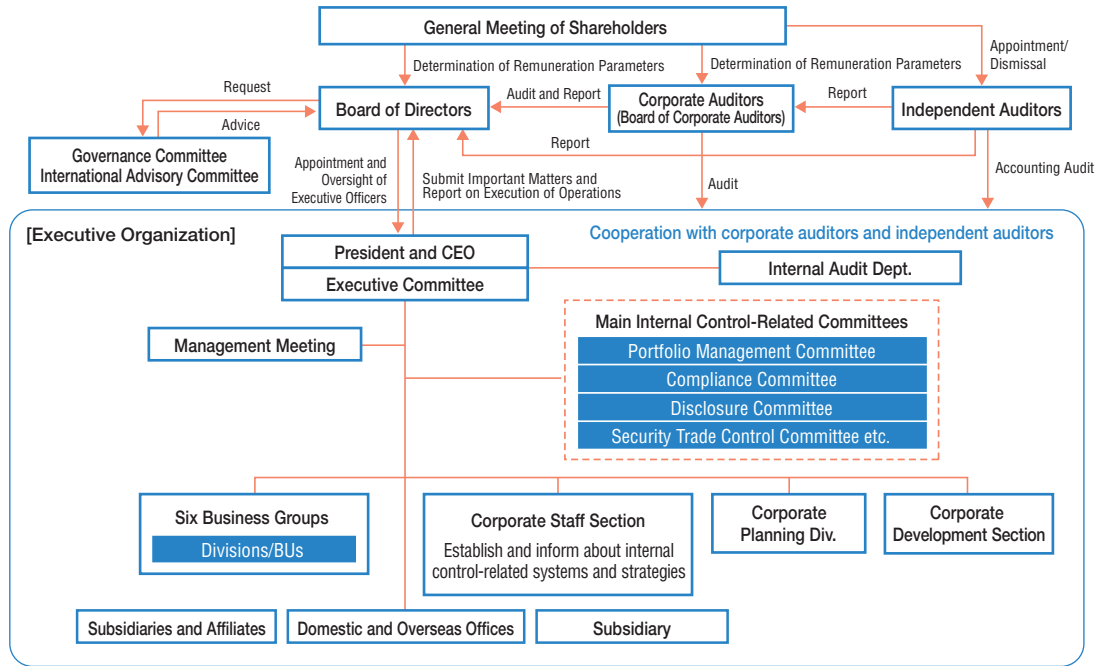 General Meeting of Shareholders
Appointment/
Dismissal
Determination of Remuneration Parameters
Determination of Remuneration Parameters
Request
Board of Directors
Audit and Report
Corporate Auditors
(Board of Corporate Auditors)
Report
Independent Auditors
Advice
Governance Committee
International Advisory Committee
Report
Appointment and
Oversight of
Executive Officers
Submit Important Matters and
Report on Execution of Operations
Audit
Accounting Audit
[Executive Organization]
Cooperation with corporate auditors and independent auditors
President and CEO
Executive Committee
Internal Audit Dept.
Management Meeting
Main Internal Control-Related Committees
Portfolio Management Committee
Compliance Committee
Disclosure Committee
Security Trade Control Committee etc.
Six Business Groups
Divisions/BUs
Corporate Staff Section
Establish and inform about internal
control-related systems and strategies
Corporate
Planning Div.
Corporate
Development Section
Subsidiaries and Affiliates
Domestic and Overseas Offices
Subsidiary